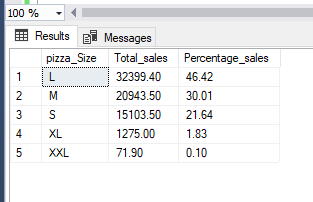 100 %
Results Messages
pizza_Size Total_sales Percentage_sales
1 L 32399.40 46.42
2 M 20943.50 30.01
3 S 15103.50 21.64
4 XL 1275.00 1.83
5 XXL 71.90 0.10